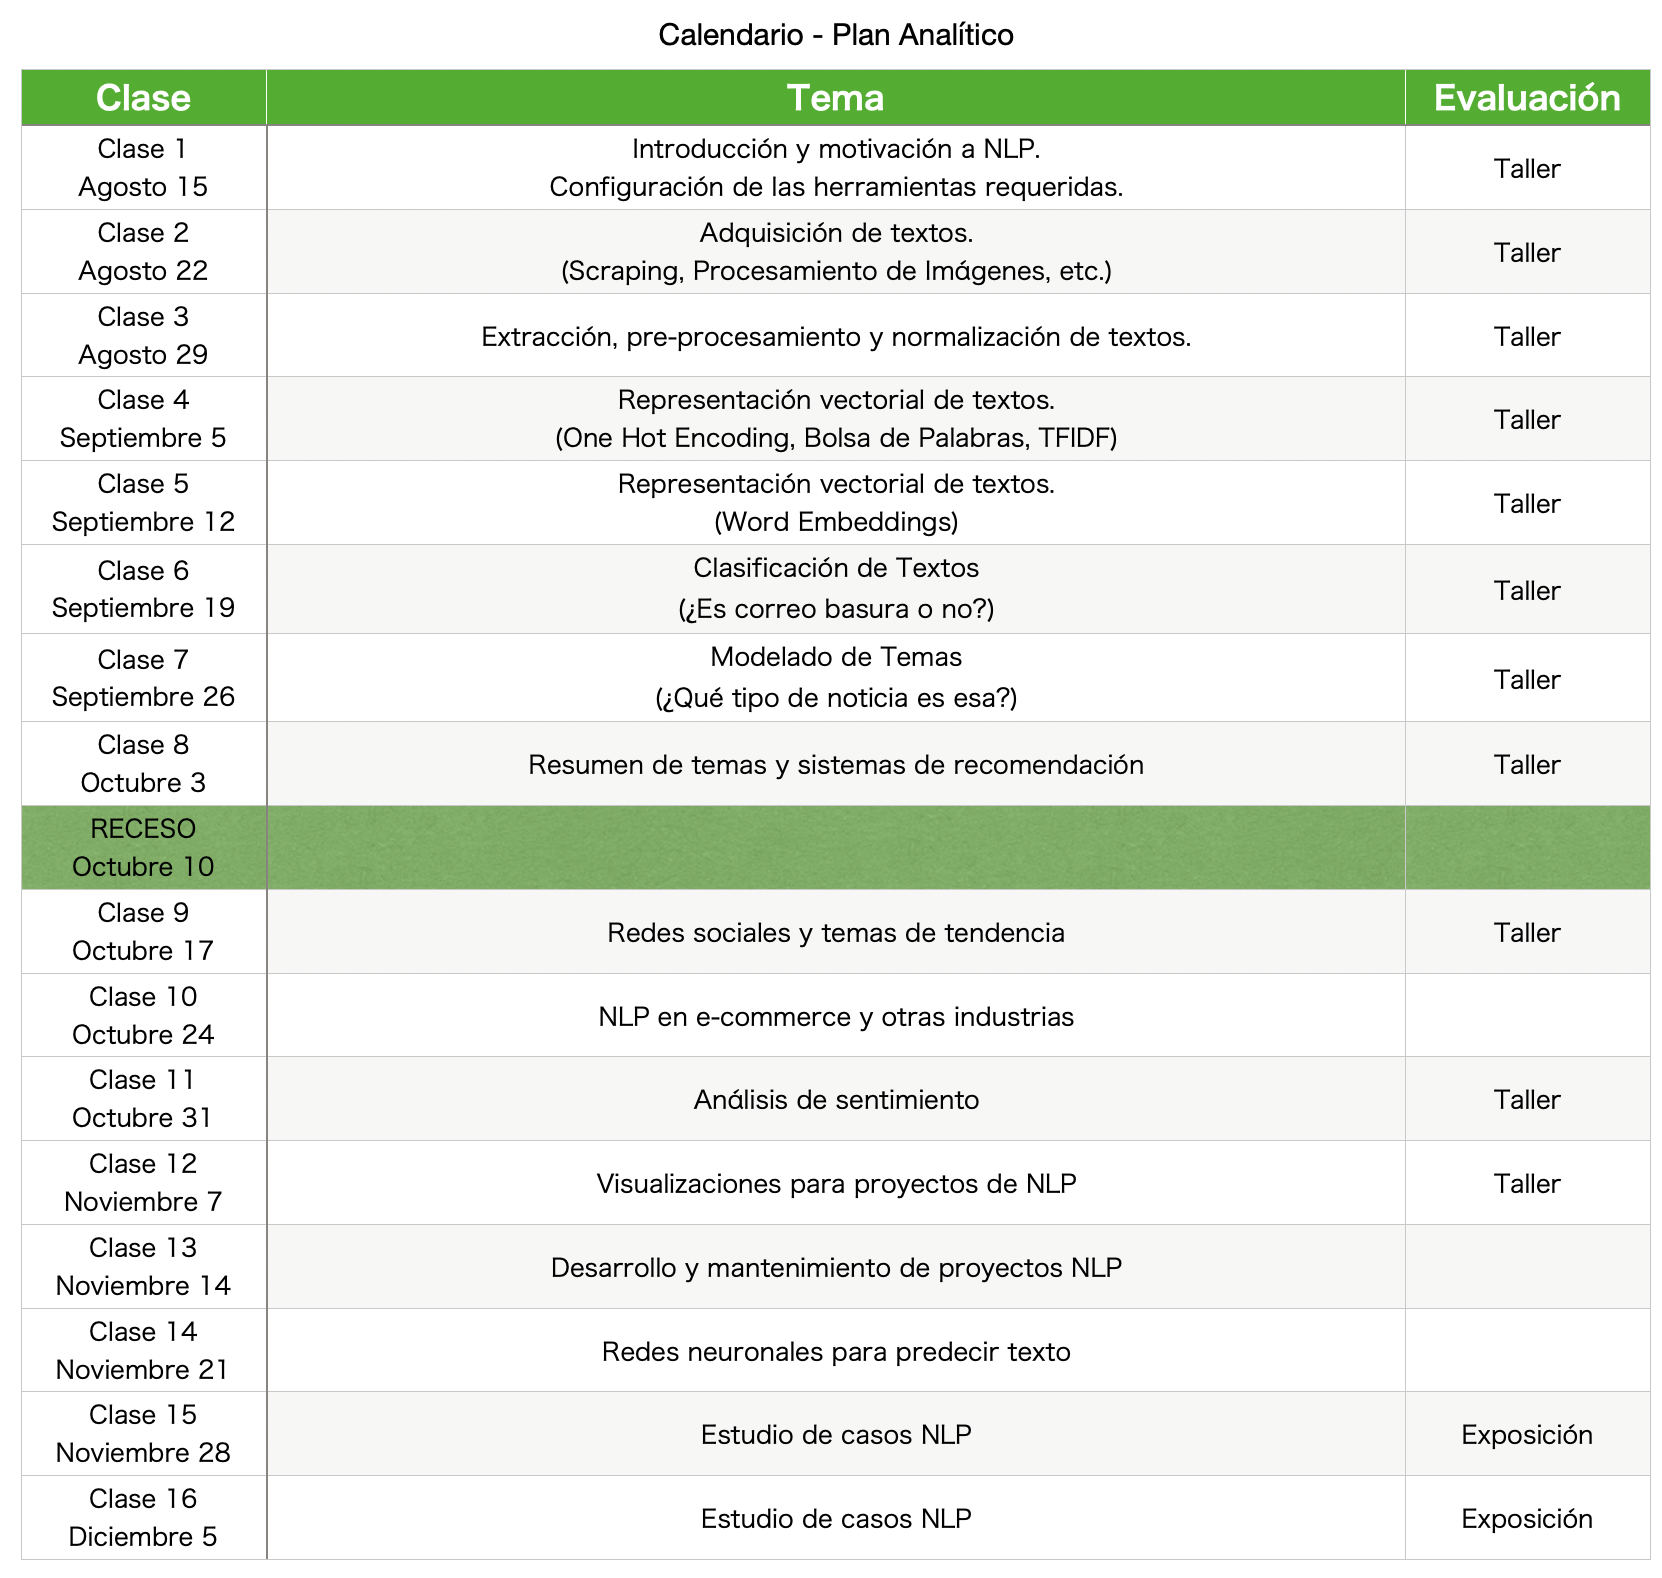 Calendario - Plan Analítico
Clase Tema Evaluación
Clase 1
Agosto 15
Introducción y motivación a NLP.
Configuración de las herramientas requeridas.
Taller
Clase 2
Agosto 22
Adquisición de textos.
(Scraping, Procesamiento de Imágenes, etc.)
Taller
Clase 3
Agosto 29
Extracción, pre-procesamiento y normalización de textos.
Taller
Clase 4
Septiembre 5
Representación vectorial de textos.
(One Hot Encoding, Bolsa de Palabras, TFIDF)
Taller
Clase 5
Septiembre 12
Representación vectorial de textos.
(Word Embeddings)
Taller
Clase 6
Septiembre 19
Clasificación de Textos
(¿Es correo basura o no?)
Taller
Clase 7
Septiembre 26
Modelado de Temas
(¿Qué tipo de noticia es esa?)
Taller
Clase 8
Octubre 3
Resumen de temas y sistemas de recomendación
Taller
RECESO
Octubre 10
Clase 9
Octubre 17
Redes sociales y temas de tendencia
Taller
Clase 10
Octubre 24
NLP en e-commerce y otras industrias
Clase 11
Octubre 31
Análisis de sentimiento
Taller
Clase 12
Noviembre 7
Visualizaciones para proyectos de NLP
Taller
Clase 13
Noviembre 14
Desarrollo y mantenimiento de proyectos NLP
Clase 14
Noviembre 21
Redes neuronales para predecir texto
Clase 15
Noviembre 28
Estudio de casos NLP
Exposición
Clase 16
Diciembre 5
Estudio de casos NLP
Exposición